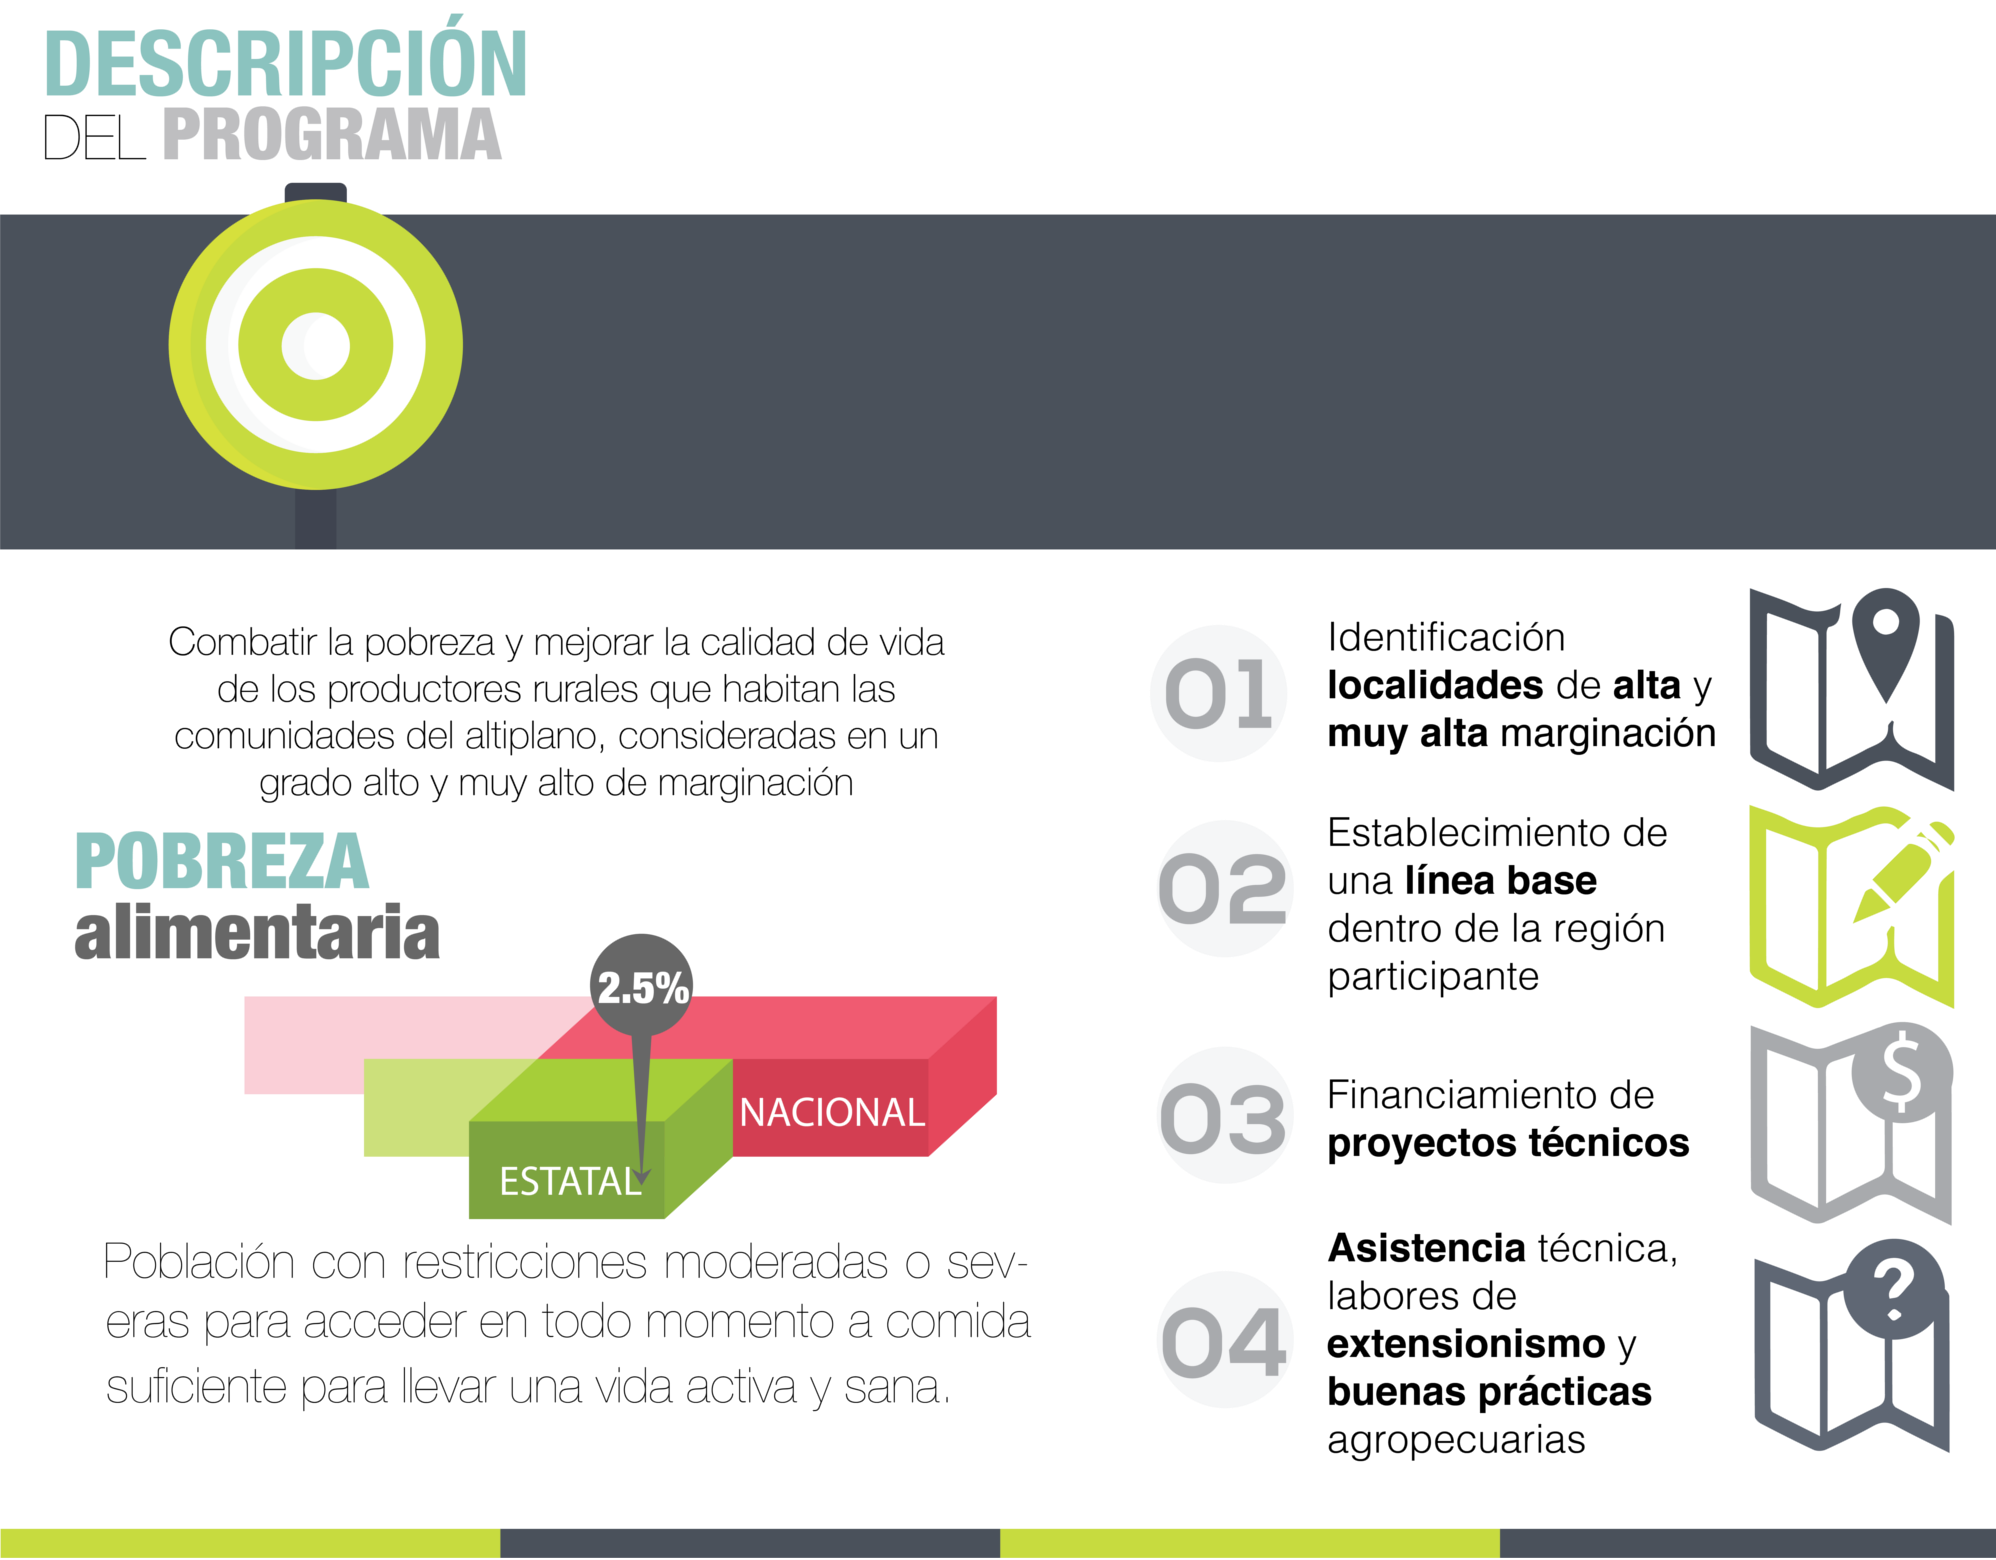 DESCRIPCIÓN
DEL PROGRAMA
Combatir la pobreza y mejorar la calidad de vida
de los productores rurales que habitan las
comunidades del altiplano, consideradas en un
grado alto y muy alto de marginación
POBREZA
alimentaria
2.5%
NACIONAL
ESTATAL
Población con restricciones moderadas o sev-
eras para acceder en todo momento a comida
suficiente para llevar una vida activa y sana.
01
Identificación
localidades de alta y
muy alta marginación
02
Establecimiento de
una línea base
dentro de la región
participante
03
Financiamiento de
proyectos técnicos
$
04
Asistencia técnica,
labores de
extensionismo y
buenas prácticas
agropecuarias
?